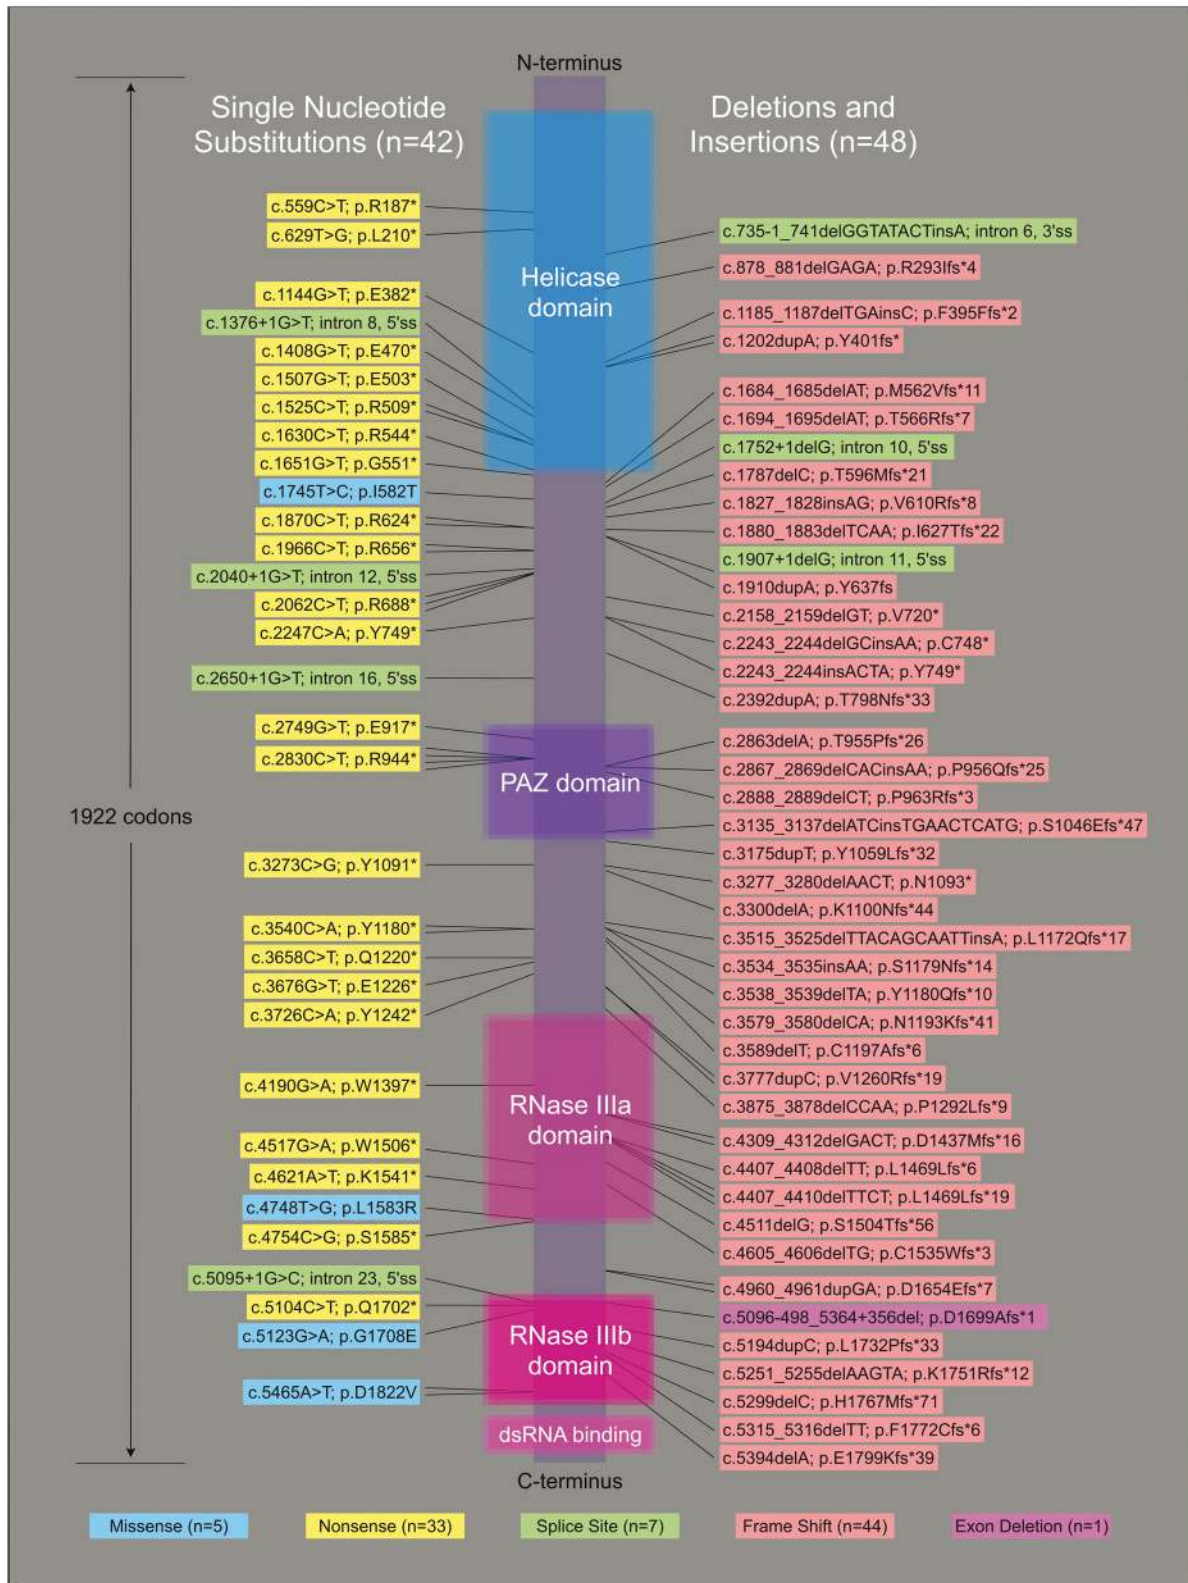 N-terminus
Single Nucleotide
Substitutions (n=42)
Deletions and
Insertions (n=48)
c.559C>T; p.R187*
c.629T>G; p.L210*
c.1144G>T; p.E382*
c.1376+1G>T; intron 8, 5'ss
c.1408G>T; p.E470*
c.1507G>T; p.E503*
c.1525C>T; p.R509*
c.1630C>T; p.R544*
c.1651G>T; p.G551*
c.1745T>C; p.I582T
c.1870C>T; p.R624*
c.1966C>T; p.R656*
c.2040+1G>T; intron 12, 5'ss
c.2062C>T; p.R688*
c.2247C>A; p.Y749*
c.2650+1G>T; intron 16, 5'ss
c.2749G>T; p.E917*
c.2830C>T; p.R944*
1922 codons
c.3273C>G; p.Y1091*
c.3540C>A; p.Y1180*
c.3658C>T; p.Q1220*
c.3676G>T; p.E1226*
c.3726C>A; p.Y1242*
c.4190G>A; p.W1397*
c.4517G>A; p.W1506*
c.4621A>T; p.K1541*
c.4748T>G; p.L1583R
c.4754C>G; p.S1585*
c.5095+1G>C; intron 23, 5'ss
c.5104C>T; p.Q1702*
c.5123G>A; p.G1708E
c.5465A>T; p.D1822V
Helicase
domain
PAZ domain
RNase IIIa
domain
RNase IIIb
domain
dsRNA binding
C-terminus
c.735-1_741delGGTATACTinsA; intron 6, 3'ss
c.878_881delGAGA; p.R293Ifs*4
c.1185_1187delTGAinsC; p.F395Ffs*2
c.1202dupA; p.Y401fs*
c.1684_1685delAT; p.M562Vfs*11
c.1694_1695delAT; p.T566Rfs*7
c.1752+1delG; intron 10, 5'ss
c.1787delC; p.T596Mfs*21
c.1827_1828insAG; p.V610Rfs*8
c.1880_1883delTCAA; p.I627Tfs*22
c.1907+1delG; intron 11, 5'ss
c.1910dupA; p.Y637fs
c.2158_2159delGT; p.V720*
c.2243_2244delGCinsAA; p.C748*
c.2243_2244insACTA; p.Y749*
c.2392dupA; p.T798Nfs*33
c.2863delA; p.T955Pfs*26
c.2867_2869delCACinsAA; p.P956Qfs*25
c.2888_2889delCT; p.P963Rfs*3
c.3135_3137delATCinsTGAACTCATG; p.S1046Efs*47
c.3175dupT; p.Y1059Lfs*32
c.3277_3280delAACT; p.N1093*
c.3300delA; p.K1100Nfs*44
c.3515_3525delTTACAGCAATTinsA; p.L1172Qfs*17
c.3534_3535insAA; p.S1179Nfs*14
c.3538_3539delTA; p.Y1180Qfs*10
c.3579_3580delCA; p.N1193Kfs*41
c.3589delT; p.C1197Afs*6
c.3777dupC; p.V1260Rfs*19
c.3875_3878delCCAA; p.P1292Lfs*9
c.4309_4312delGACT; p.D1437Mfs*16
c.4407_4408delTT; p.L1469Lfs*6
c.4407_4410delTTCT; p.L1469Lfs*19
c.4511delG; p.S1504Tfs*56
c.4605_4606delTG; p.C1535Wfs*3
c.4960_4961dupGA; p.D1654Efs*7
c.5096-498_5364+356del; p.D1699Afs*1
c.5194dupC; p.L1732Pfs*33
c.5251_5255delAAGTA; p.K1751Rfs*12
c.5299delC; p.H1767Mfs*71
c.5315_5316delTT; p.F1772Cfs*6
c.5394delA; p.E1799Kfs*39
Missense (n=5)
Nonsense (n=33)
Splice Site (n=7)
Frame Shift (n=44)
Exon Deletion (n=1)